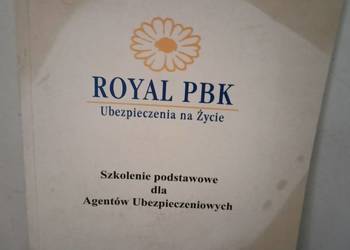 ROYAL PBK
Ubezpieczenia na Życie
Szkolenie podstawowe
dla
Agentów Ubezpieczeniowych